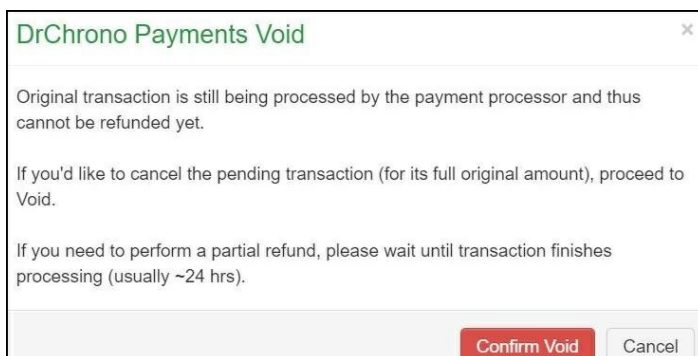 DrChrono Payments Void
×
Original transaction is still being processed by the payment processor and thus
cannot be refunded yet.
If you'd like to cancel the pending transaction (for its full original amount), proceed to
Void.
If you need to perform a partial refund, please wait until transaction finishes
processing (usually ~24 hrs).
Confirm Void Cancel